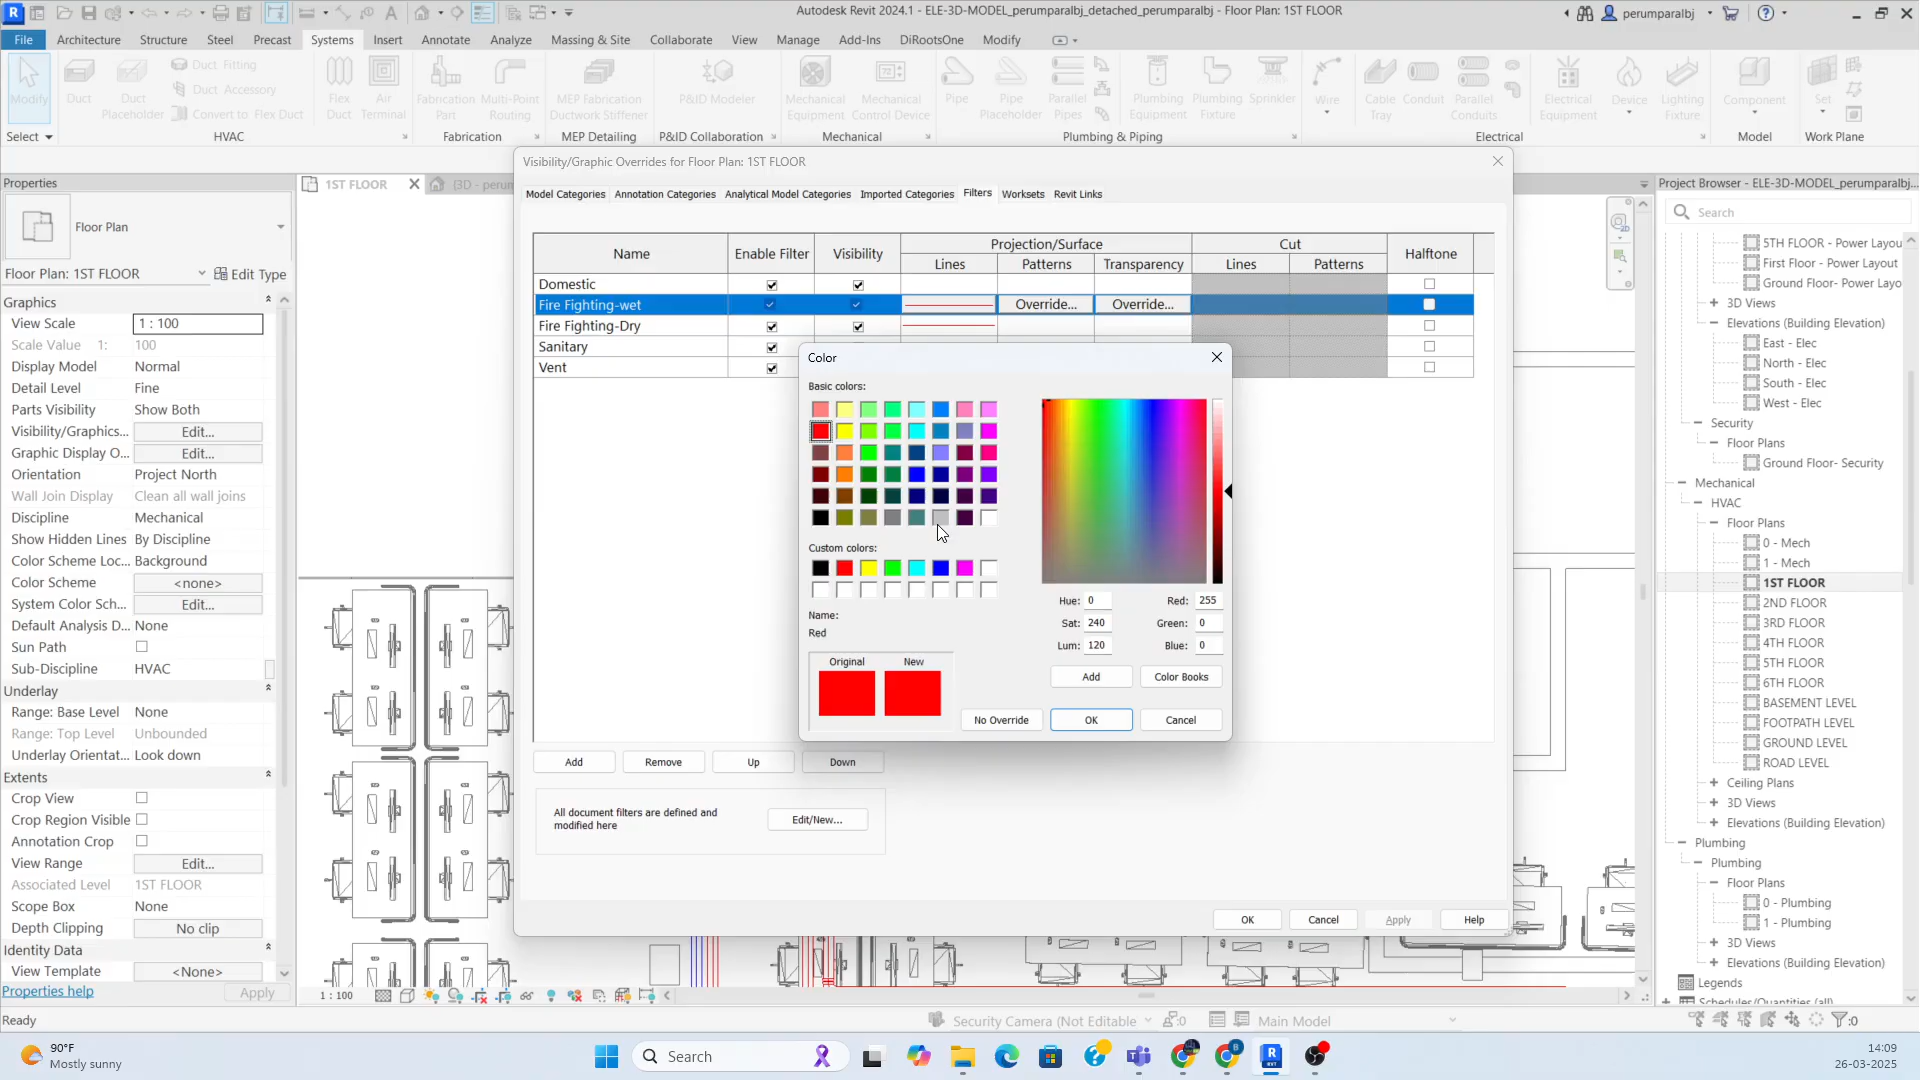 Autodesk Revit 2024.1 - ELE-3D-MODEL_perumparalbj_detached_perumparalbj - Floor Plan: 1ST FLOOR
perumparalbj
File Architecture Structure Steel Precast Systems Insert Annotate Analyze Massing & Site Collaborate View Manage Add-Ins DiRootsOne Modify
Modify
Duct
Duct Placeholder
Duct Fitting
Duct Accessory
Convert to Flex Duct
Flex Duct
Air Terminal
Fabrication Part
Multi-Point Routing
MEP Fabrication Ductwork Stiffener
P&ID Modeler
Mechanical Equipment
Mechanical Control Device
Pipe
Pipe Placeholder
Parallel Pipes
Plumbing Equipment
Plumbing Fixture
Sprinkler
Wire
Cable Tray
Conduit
Parallel Conduits
Electrical Equipment
Device
Lighting Fixture
Component
Set
Select HVAC Fabrication MEP Detailing P&ID Collaboration Mechanical Plumbing & Piping Electrical Model Work Plane
Properties
Floor Plan
Floor Plan: 1ST FLOOR Edit Type
Graphics
View Scale 1 : 100
Scale Value 1: 100
Display Model Normal
Detail Level Fine
Parts Visibility Show Both
Visibility/Graphics... Edit...
Graphic Display O... Edit...
Orientation Project North
Wall Join Display Clean all wall joins
Discipline Mechanical
Show Hidden Lines By Discipline
Color Scheme Loc... Background
Color Scheme <none>
System Color Sch... Edit...
Default Analysis D... None
Sun Path
Sub-Discipline HVAC
Underlay
Range: Base Level None
Range: Top Level Unbounded
Underlay Orientat... Look down
Extents
Crop View
Crop Region Visible
Annotation Crop
View Range Edit...
Associated Level 1ST FLOOR
Scope Box None
Depth Clipping No clip
Identity Data
View Template <None>
Properties help Apply
1ST FLOOR
{3D - perun
Visibility/Graphic Overrides for Floor Plan: 1ST FLOOR
Model Categories Annotation Categories Analytical Model Categories Imported Categories Filters Worksets Revit Links
Name Enable Filter Visibility Projection/Surface Cut Halftone
Lines Patterns Transparency Lines Patterns
Domestic
Fire Fighting-wet Override... Override...
Fire Fighting-Dry
Sanitary
Vent
Color
Basic colors:
Custom colors:
Name:
Red
Hue: 0 Red: 255
Sat: 240 Green: 0
Lum: 120 Blue: 0
Original New
Add Color Books
No Override OK Cancel
Add Remove Up Down
All document filters are defined and
modified here
Edit/New...
OK Cancel Apply Help
Project Browser - ELE-3D-MODEL_perumparalbj...
Search
5TH FLOOR - Power Layou
First Floor - Power Layout
Ground Floor- Power Layo
3D Views
Elevations (Building Elevation)
East - Elec
North - Elec
South - Elec
West - Elec
Security
Floor Plans
Ground Floor- Security
Mechanical
HVAC
Floor Plans
0 - Mech
1 - Mech
1ST FLOOR
2ND FLOOR
3RD FLOOR
4TH FLOOR
5TH FLOOR
6TH FLOOR
BASEMENT LEVEL
FOOTPATH LEVEL
GROUND LEVEL
ROAD LEVEL
Ceiling Plans
3D Views
Elevations (Building Elevation)
Plumbing
Plumbing
Floor Plans
0 - Plumbing
1 - Plumbing
3D Views
Elevations (Building Elevation)
Legends
Schedules/Quantities (all)
1 : 100
Ready
Security Camera (Not Editable :0 Main Model :0
90°F
Mostly sunny
Search
14:09
26-03-2025